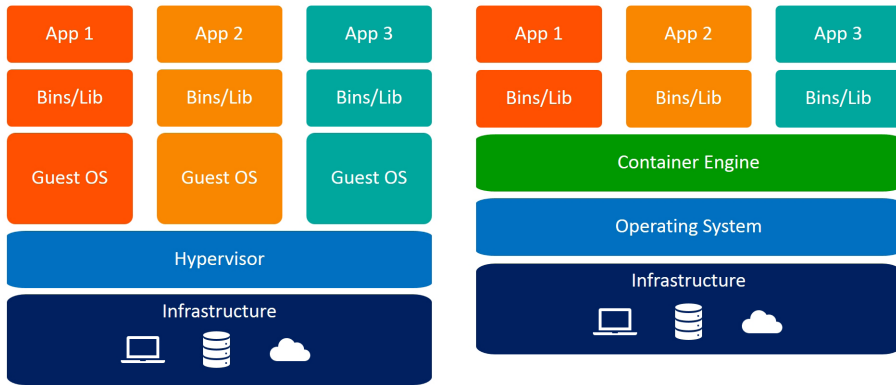 App 1
App 2
App 3
Bins/Lib
Bins/Lib
Bins/Lib
Guest OS
Guest OS
Guest OS
Hypervisor
Infrastructure
App 1
App 2
App 3
Bins/Lib
Bins/Lib
Bins/Lib
Container Engine
Operating System
Infrastructure